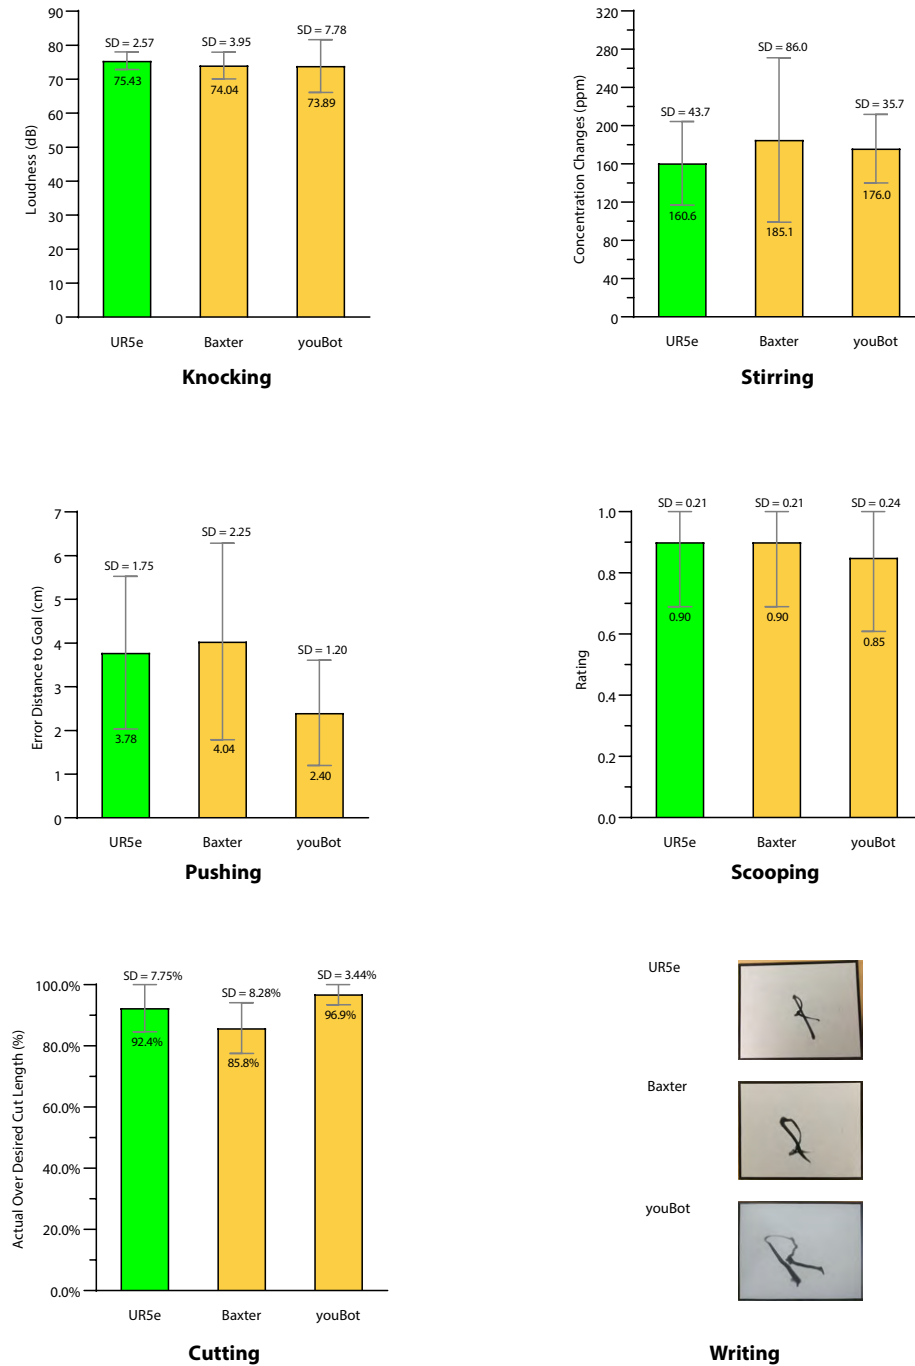 90
80
70
60
50
40
30
20
10
0
Loudness (dB)
SD = 2.57
SD = 3.95
SD = 7.78
75.43
74.04
73.89
UR5e
Baxter
youBot
Knocking
320
280
240
200
160
120
80
40
0
Concentration Changes (ppm)
SD = 43.7
SD = 86.0
SD = 35.7
160.6
185.1
176.0
UR5e
Baxter
youBot
Stirring
7
6
5
4
3
2
1
0
Error Distance to Goal (cm)
SD = 1.75
SD = 2.25
SD = 1.20
3.78
4.04
2.40
UR5e
Baxter
youBot
Pushing
1.0
0.8
0.6
0.4
0.2
0.0
Rating
SD = 0.21
SD = 0.21
SD = 0.24
0.90
0.90
0.85
UR5e
Baxter
youBot
Scooping
100.0%
80.0%
60.0%
40.0%
20.0%
0.0%
Actual Over Desired Cut Length (%)
SD = 7.75%
SD = 8.28%
SD = 3.44%
92.4%
85.8%
96.9%
UR5e
Baxter
youBot
Cutting
UR5e
Baxter
youBot
Writing